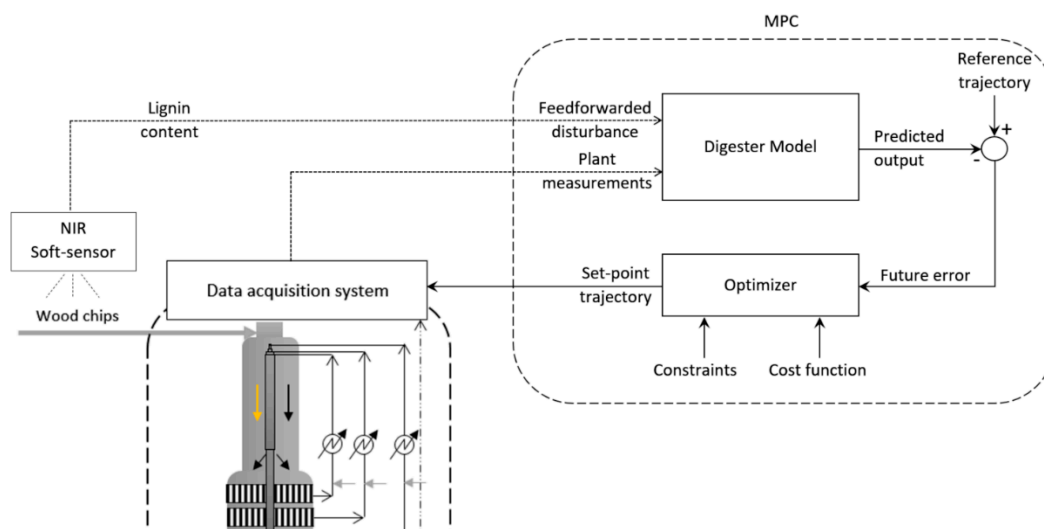 MPC
Reference
trajectory
+
-
Lignin
content
Feedforwarded
disturbance
Plant
measurements
Digester Model
Predicted
output
NIR
Soft-sensor
Wood chips
Data acquisition system
Set-point
trajectory
Optimizer
Future error
Constraints
Cost function